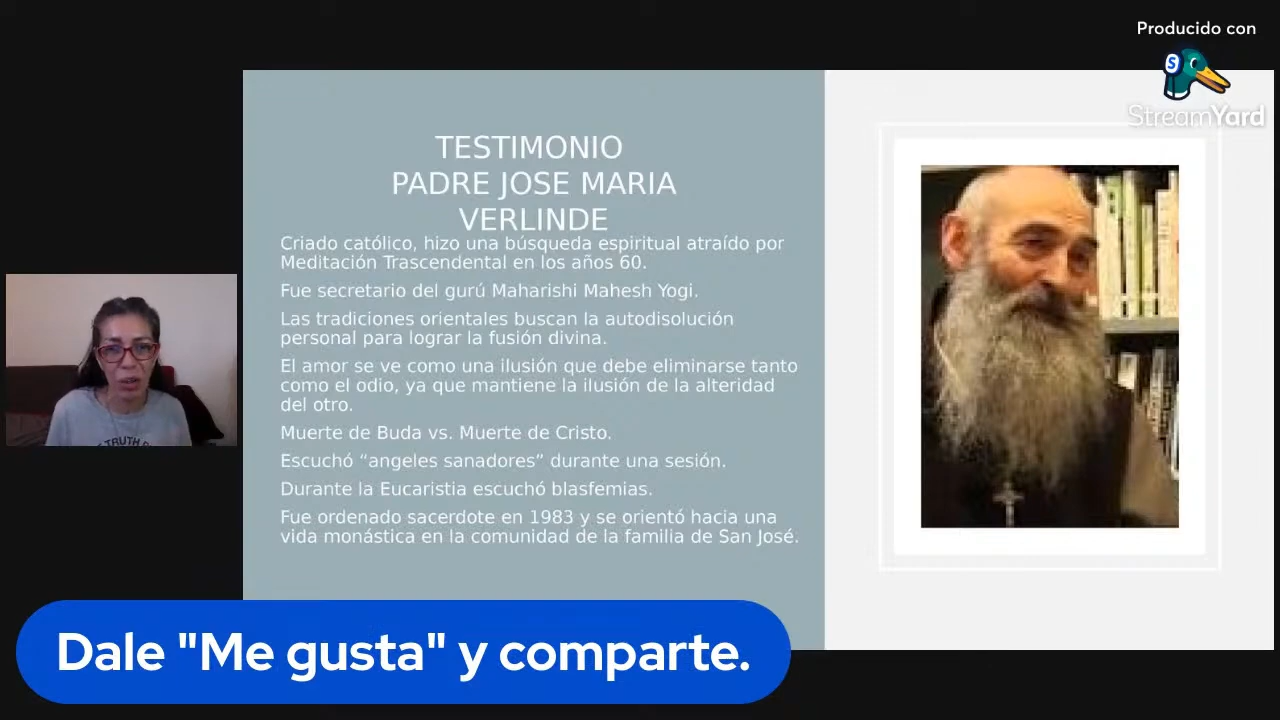 Producido con
StreamYard
TESTIMONIO
PADRE JOSE MARIA
VERLINDE
Criado católico, hizo una búsqueda espiritual atraído por
Meditación Trascendental en los años 60.
Fue secretario del gurú Maharishi Mahesh Yogi.
Las tradiciones orientales buscan la autodisolución
personal para lograr la fusión divina.
El amor se ve como una ilusión que debe eliminarse tanto
como el odio, ya que mantiene la ilusión de la alteridad
del otro.
Muerte de Buda vs. Muerte de Cristo.
Escuchó “angeles sanadores” durante una sesión.
Durante la Eucaristia escuchó blasfemias.
Fue ordenado sacerdote en 1983 y se orientó hacia una
vida monástica en la comunidad de la familia de San José.
TRUTH
Dale "Me gusta" y comparte.